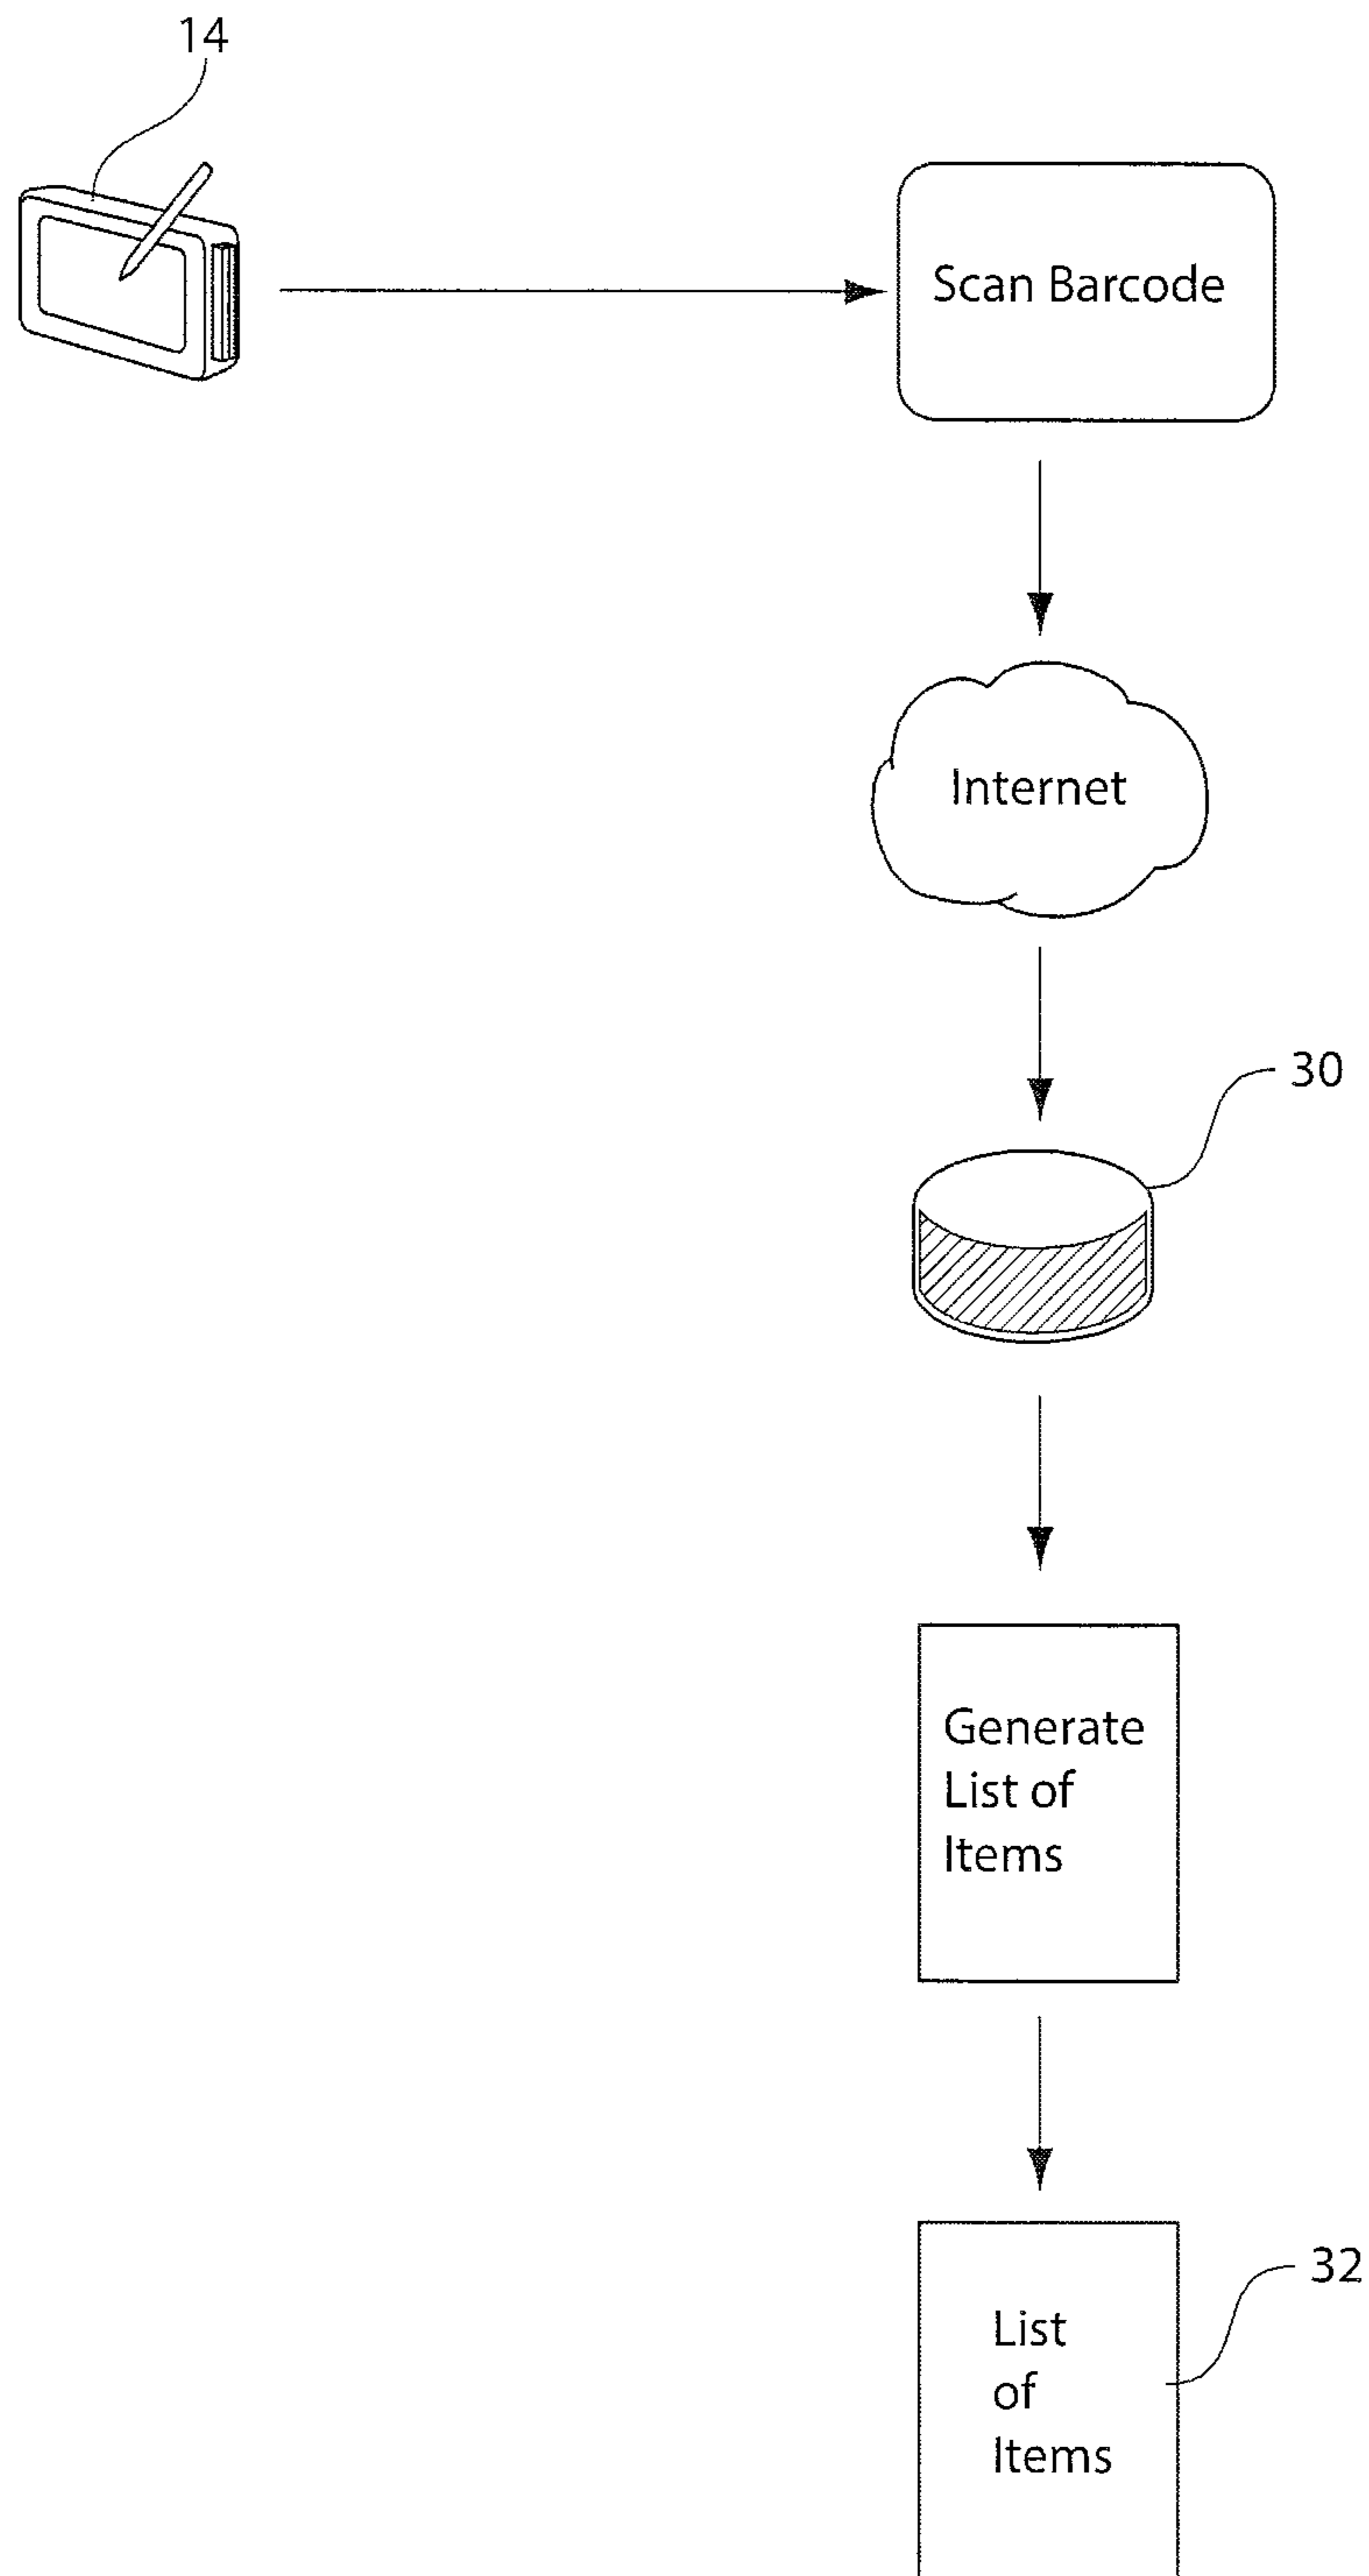 14
Scan Barcode
Internet
30
Generate
List of
Items
32
List
of
Items